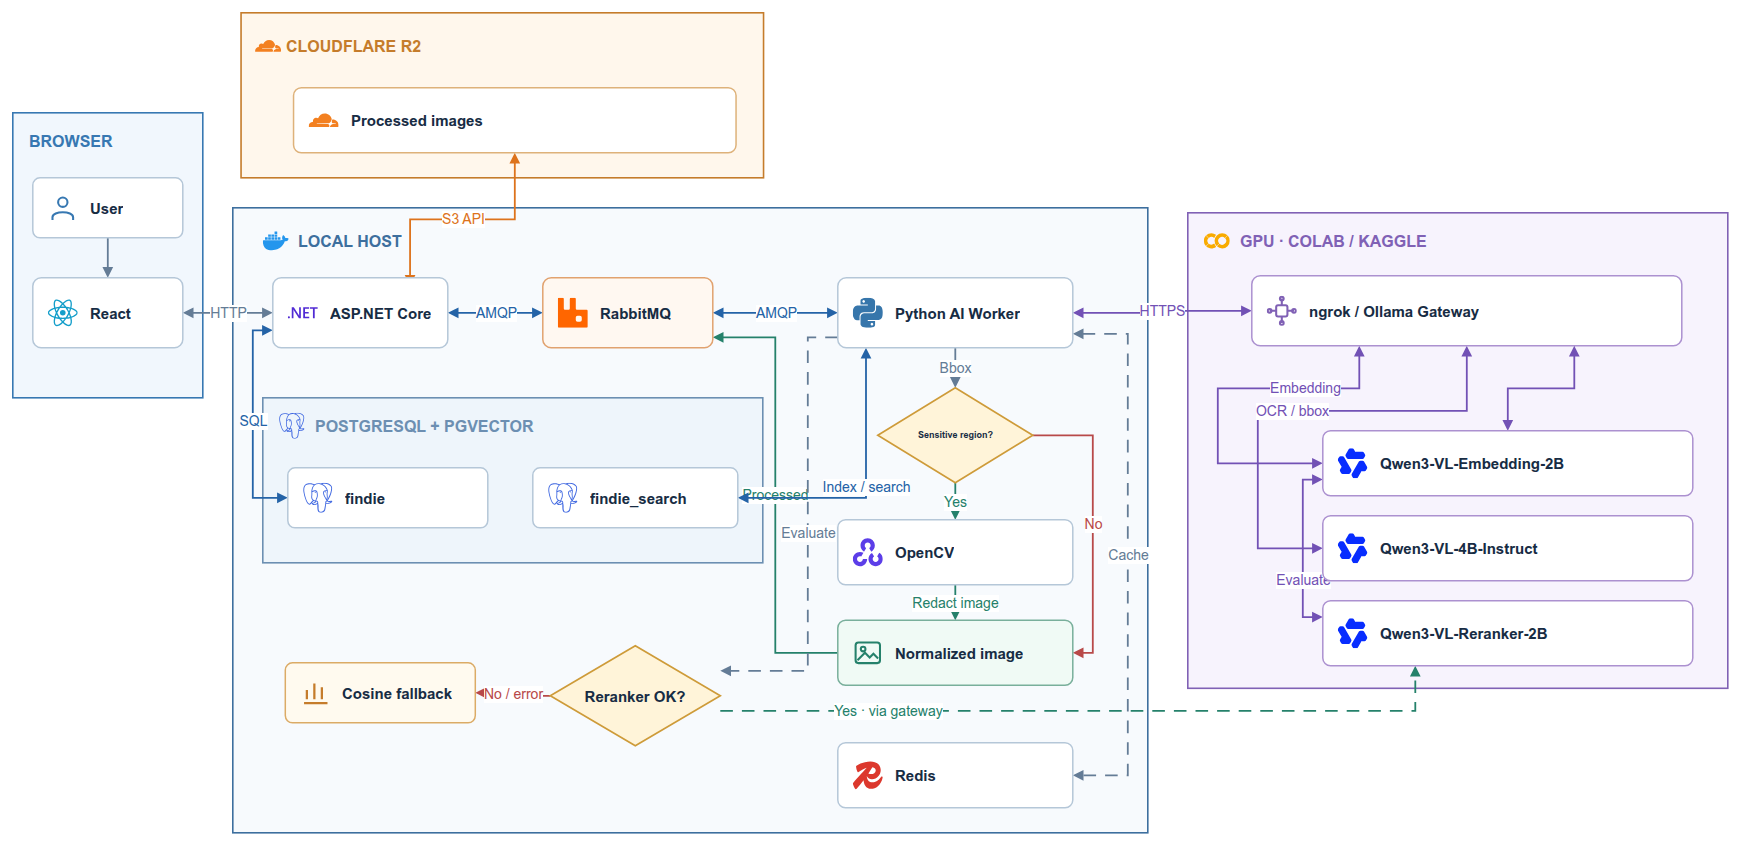 CLOUDFLARE R2
Processed images
BROWSER
User
React
HTTP
S3 API
LOCAL HOST
.NET ASP.NET Core
AMQP
RabbitMQ
AMQP
Python AI Worker
HTTPS
GPU · COLAB / KAGGLE
ngrok / Ollama Gateway
Bbox
Sensitive region?
Embedding
OCR / bbox
SQL
POSTGRESQL + PGVECTOR
findie
findie_search
Processed
Index / search
Yes
No
Evaluate
Cache
OpenCV
Redact image
Normalized image
Qwen3-VL-Embedding-2B
Qwen3-VL-4B-Instruct
Evaluate
Qwen3-VL-Reranker-2B
Cosine fallback
No / error
Reranker OK?
Yes · via gateway
Redis